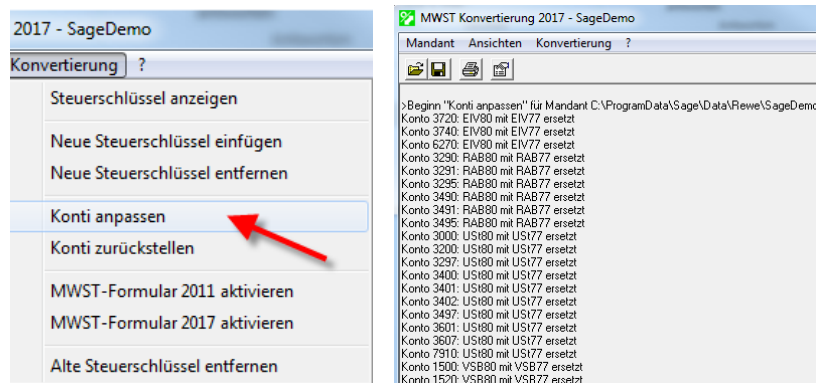 2017 - SageDemo
Konvertierung ?
Steuerschlüssel anzeigen
Neue Steuerschlüssel einfügen
Neue Steuerschlüssel entfernen
Konti anpassen
Konti zurückstellen
MWST-Formular 2011 aktivieren
MWST-Formular 2017 aktivieren
Alte Steuerschlüssel entfernen
MWST Konvertierung 2017 - SageDemo
Mandant Ansichten Konvertierung ?
>Beginn "Konti anpassen" für Mandant C:\ProgramData\Sage\Data\Rewe\SageDemo
Konto 3720: EIV80 mit EIV77 ersetzt
Konto 3740: EIV80 mit EIV77 ersetzt
Konto 6270: EIV80 mit EIV77 ersetzt
Konto 3290: RAB80 mit RAB77 ersetzt
Konto 3291: RAB80 mit RAB77 ersetzt
Konto 3295: RAB80 mit RAB77 ersetzt
Konto 3490: RAB80 mit RAB77 ersetzt
Konto 3491: RAB80 mit RAB77 ersetzt
Konto 3495: RAB80 mit RAB77 ersetzt
Konto 3000: USt80 mit USt77 ersetzt
Konto 3200: USt80 mit USt77 ersetzt
Konto 3297: USt80 mit USt77 ersetzt
Konto 3400: USt80 mit USt77 ersetzt
Konto 3401: USt80 mit USt77 ersetzt
Konto 3402: USt80 mit USt77 ersetzt
Konto 3497: USt80 mit USt77 ersetzt
Konto 3601: USt80 mit USt77 ersetzt
Konto 3607: USt80 mit USt77 ersetzt
Konto 7910: USt80 mit USt77 ersetzt
Konto 1500: VSB80 mit VSB77 ersetzt
Konto 1520: VSB80 mit VSB77 ersetzt